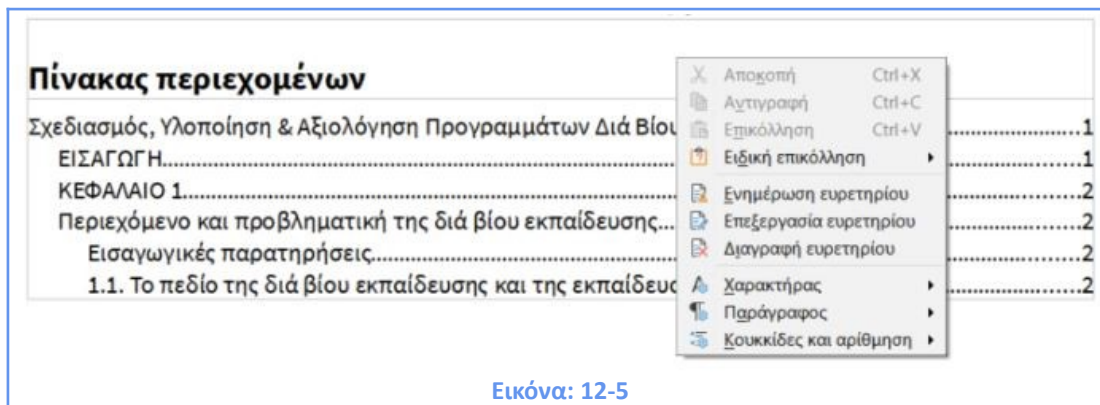 Πίνακας περιεχομένων
Σχεδιασμός, Υλοποίηση & Αξιολόγηση Προγραμμάτων Διά Βίου.......................1
ΕΙΣΑΓΩΓΗ.......................1
ΚΕΦΑΛΑΙΟ 1.......................2
Περιεχόμενο και προβληματική της διά βίου εκπαίδευσης.......................2
Εισαγωγικές παρατηρήσεις.......................2
1.1. Το πεδίο της διά βίου εκπαίδευσης και της .......................2
Αποκοπή Ctrl+X
Αντιγραφή Ctrl+C
Επικόλληση Ctrl+V
Ειδική επικόλληση
Ενημέρωση ευρετηρίου
Επεξεργασία ευρετηρίου
Διαγραφή ευρετηρίου
Χαρακτήρας
Παράγραφος
Κουκκίδες και αρίθμηση
Εικόνα: 12-5